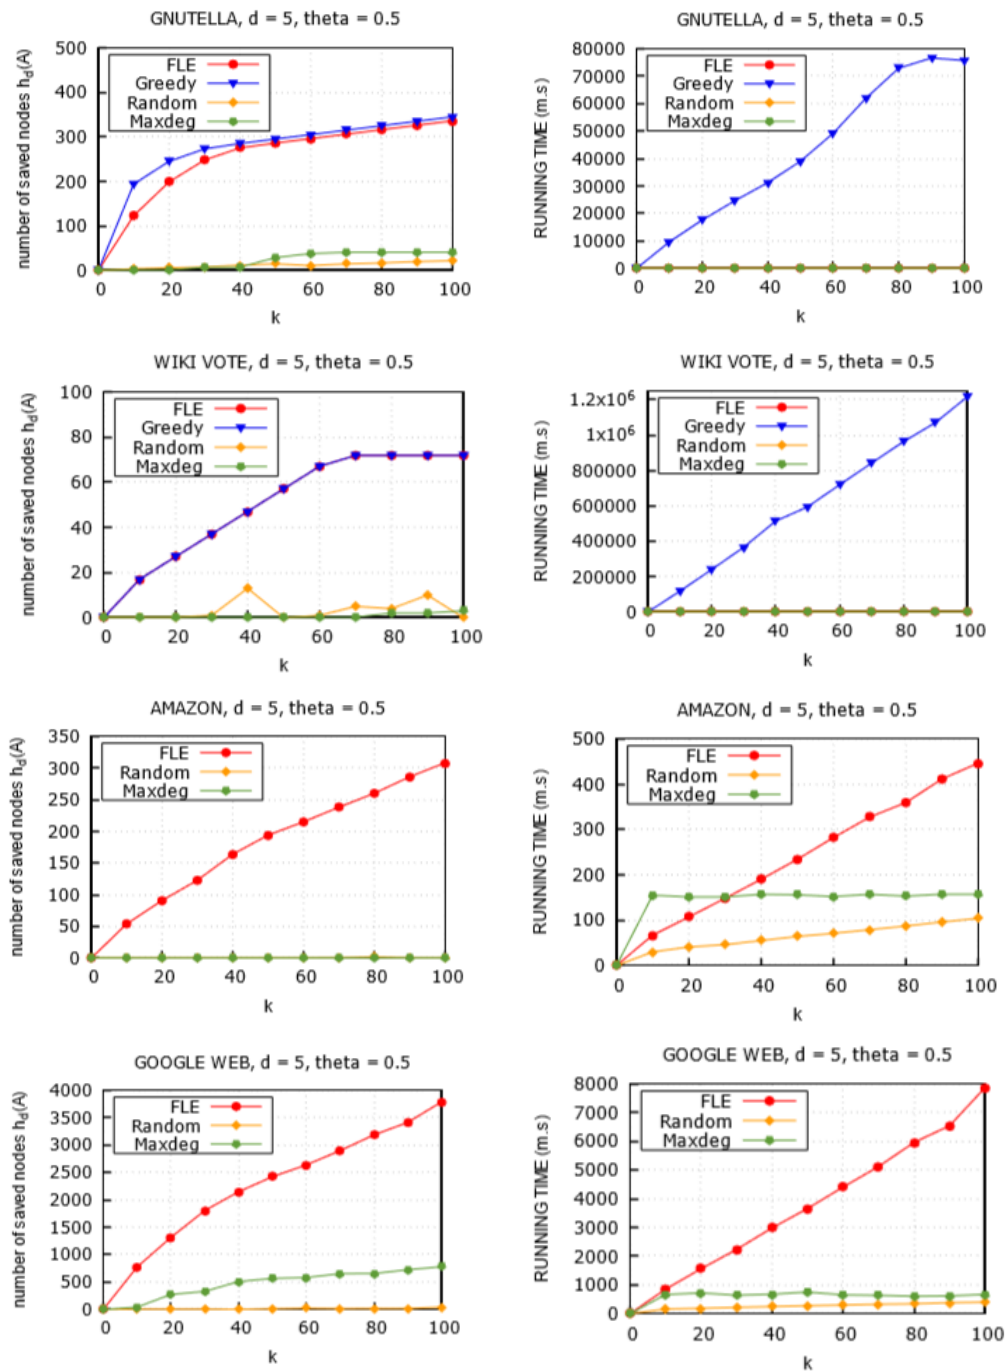 GNUTELLA, d = 5, theta = 0.5
number of saved nodes h_d(A)
500
400
300
200
100
0
FLE
Greedy
Random
Maxdeg
0 20 40 60 80 100
k
GNUTELLA, d = 5, theta = 0.5
RUNNING TIME (m.s)
80000
70000
60000
50000
40000
30000
20000
10000
0
FLE
Greedy
Random
Maxdeg
0 20 40 60 80 100
k
WIKI VOTE, d = 5, theta = 0.5
number of saved nodes h_d(A)
100
80
60
40
20
0
FLE
Greedy
Random
Maxdeg
0 20 40 60 80 100
k
WIKI VOTE, d = 5, theta = 0.5
RUNNING TIME (m.s)
1.2x10^6
1x10^6
800000
600000
400000
200000
0
FLE
Greedy
Random
Maxdeg
0 20 40 60 80 100
k
AMAZON, d = 5, theta = 0.5
number of saved nodes h_d(A)
350
300
250
200
150
100
50
0
FLE
Random
Maxdeg
0 20 40 60 80 100
k
AMAZON, d = 5, theta = 0.5
RUNNING TIME (m.s)
500
400
300
200
100
0
FLE
Random
Maxdeg
0 20 40 60 80 100
k
GOOGLE WEB, d = 5, theta = 0.5
number of saved nodes h_d(A)
4000
3500
3000
2500
2000
1500
1000
500
0
FLE
Random
Maxdeg
0 20 40 60 80 100
k
GOOGLE WEB, d = 5, theta = 0.5
RUNNING TIME (m.s)
8000
7000
6000
5000
4000
3000
2000
1000
0
FLE
Random
Maxdeg
0 20 40 60 80 100
k